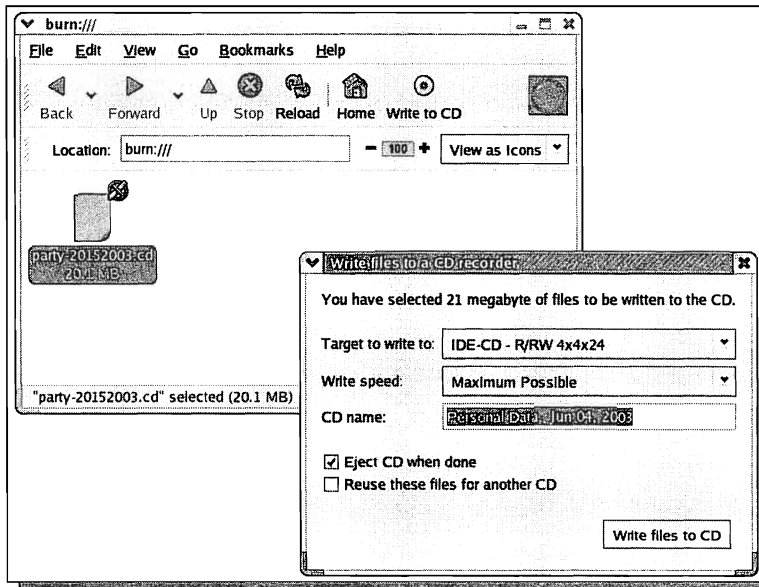 burn:///
File Edit View Go Bookmarks Help
Back Forward Up Stop Reload Home Write to CD
Location: burn:/// 100 View as Icons
party-20152003.cd
20.1 MB
"party-20152003.cd" selected (20.1 MB)
Write files to a CD recorder
You have selected 21 megabyte of files to be written to the CD.
Target to write to: IDE-CD - R/RW 4x4x24
Write speed: Maximum Possible
CD name: Personal Data, Jun 04, 2003
Eject CD when done
Reuse these files for another CD
Write files to CD